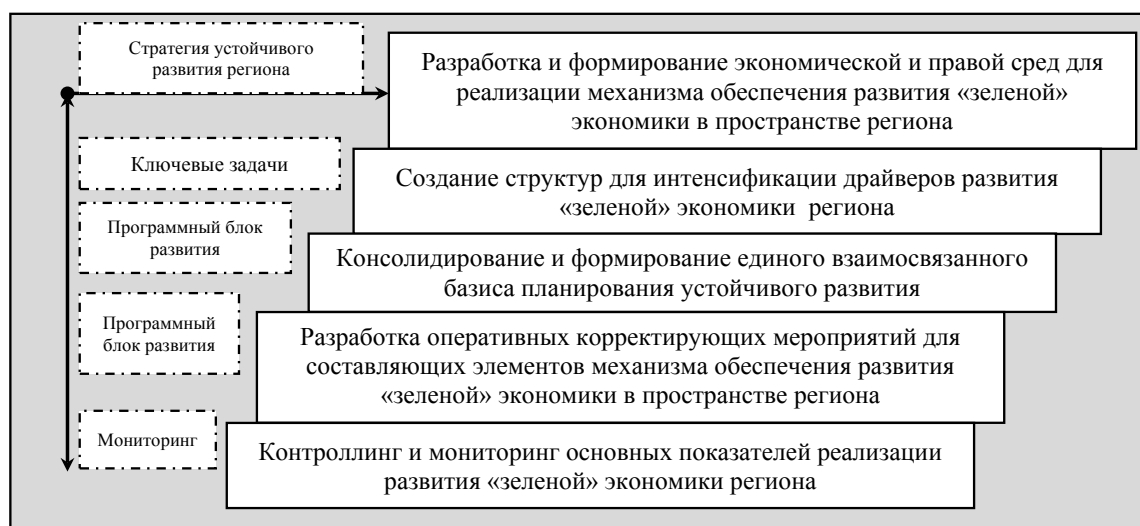 Стратегия устойчивого
развития региона
Разработка и формирование экономической и правой сред для
реализации механизма обеспечения развития «зеленой»
экономики в пространстве региона
Ключевые задачи
Создание структур для интенсификации драйверов развития
«зеленой» экономики региона
Программный блок
развития
Консолидирование и формирование единого взаимосвязанного
базиса планирования устойчивого развития
Программный
блок развития
Разработка оперативных корректирующих мероприятий для
составляющих элементов механизма обеспечения развития
«зеленой» экономики в пространстве региона
Мониторинг
Контроллинг и мониторинг основных показателей реализации
развития «зеленой» экономики региона